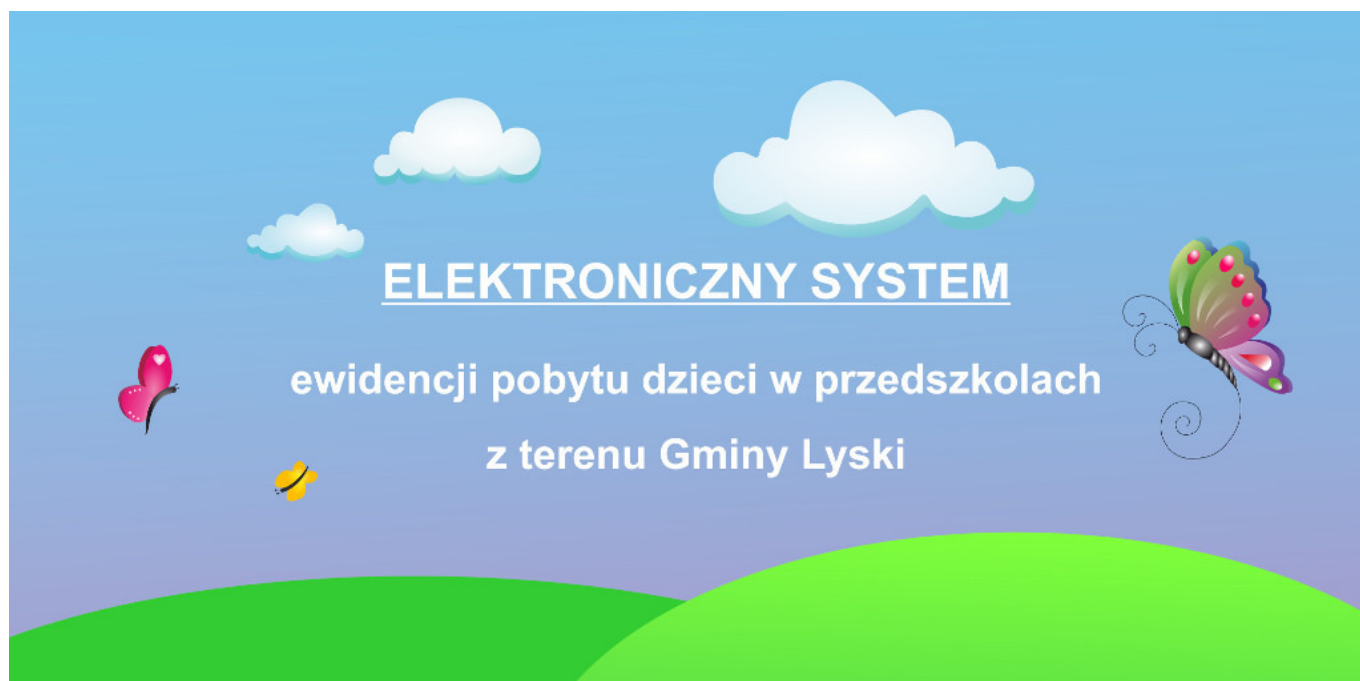 ELEKTRONICZNY SYSTEM
ewidencji pobytu dzieci w przedszkolach
z terenu Gminy Lyski